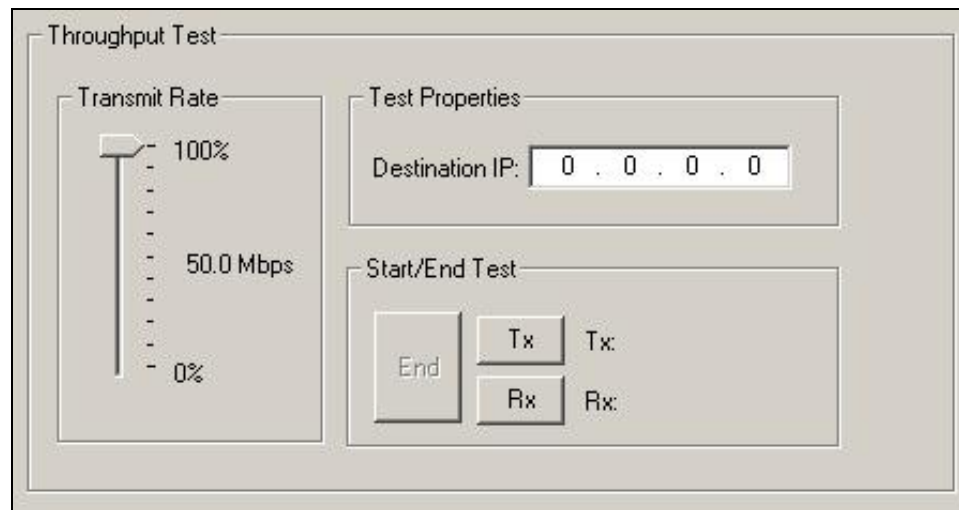 Throughput Test
Transmit Rate
100%
50.0 Mbps
0%
Test Properties
Destination IP: 0 . 0 . 0 . 0
Start/End Test
End
Tx Tx:
Rx Rx: